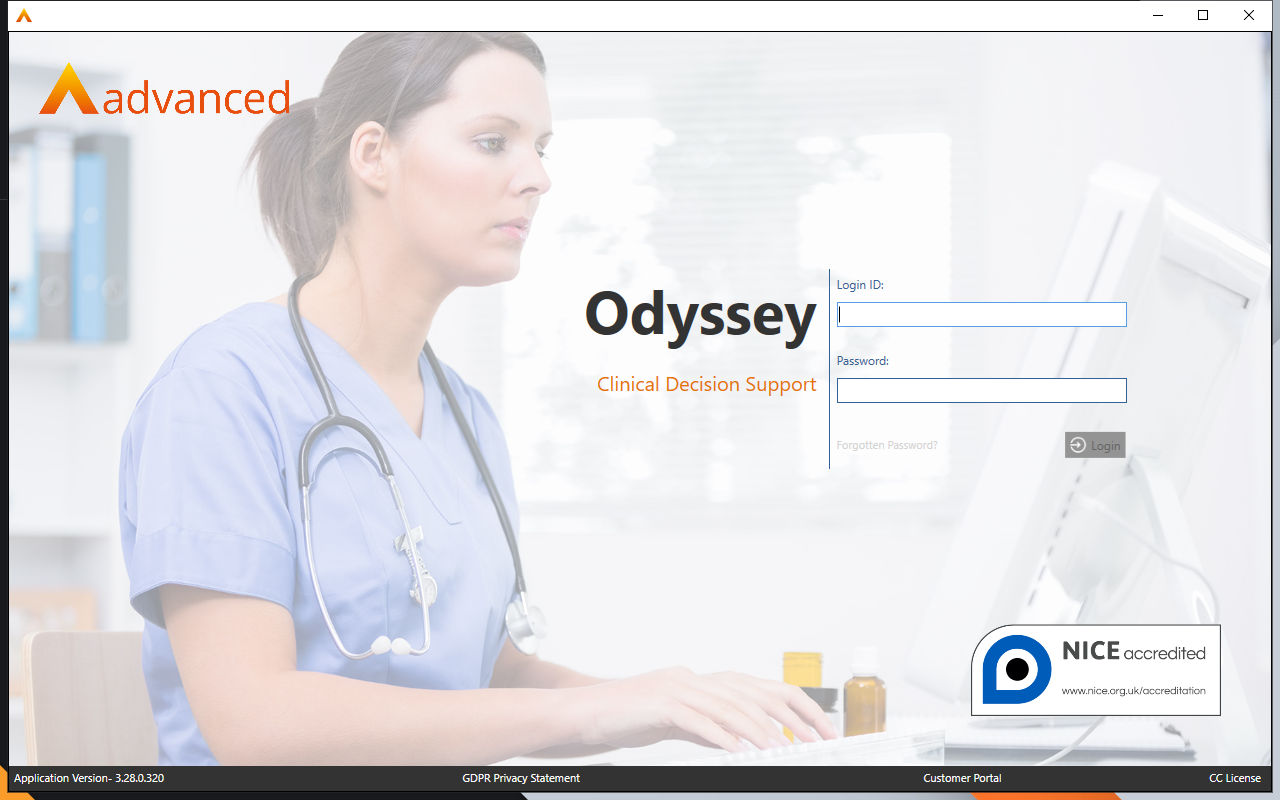 advanced
Login ID:
Odyssey
Password:
Clinical Decision Support
Forgotten Password?
Login
NICE accredited
www.nice.org.uk/accreditation
Application Version- 3.28.0.320
GDPR Privacy Statement
Customer Portal
CC License